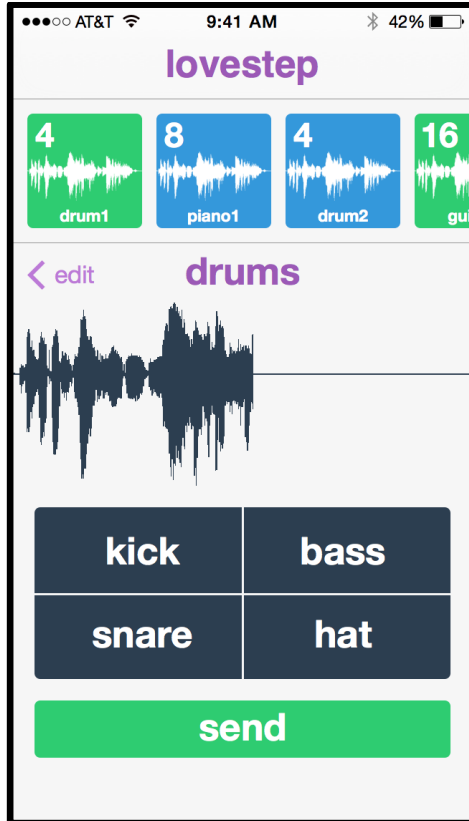 AT&T 9:41 AM 42%
lovestep
4 8 4 16
drum1 piano1 drum2 gui
edit drums
kick bass
snare hat
send